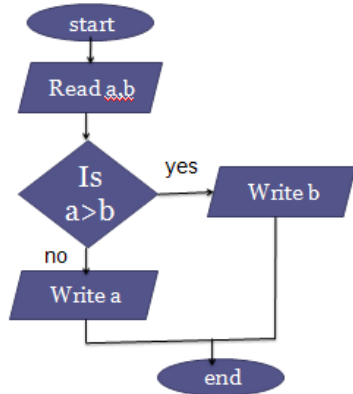 start
Read a,b
Is
a>b
yes
Write b
no
Write a
end